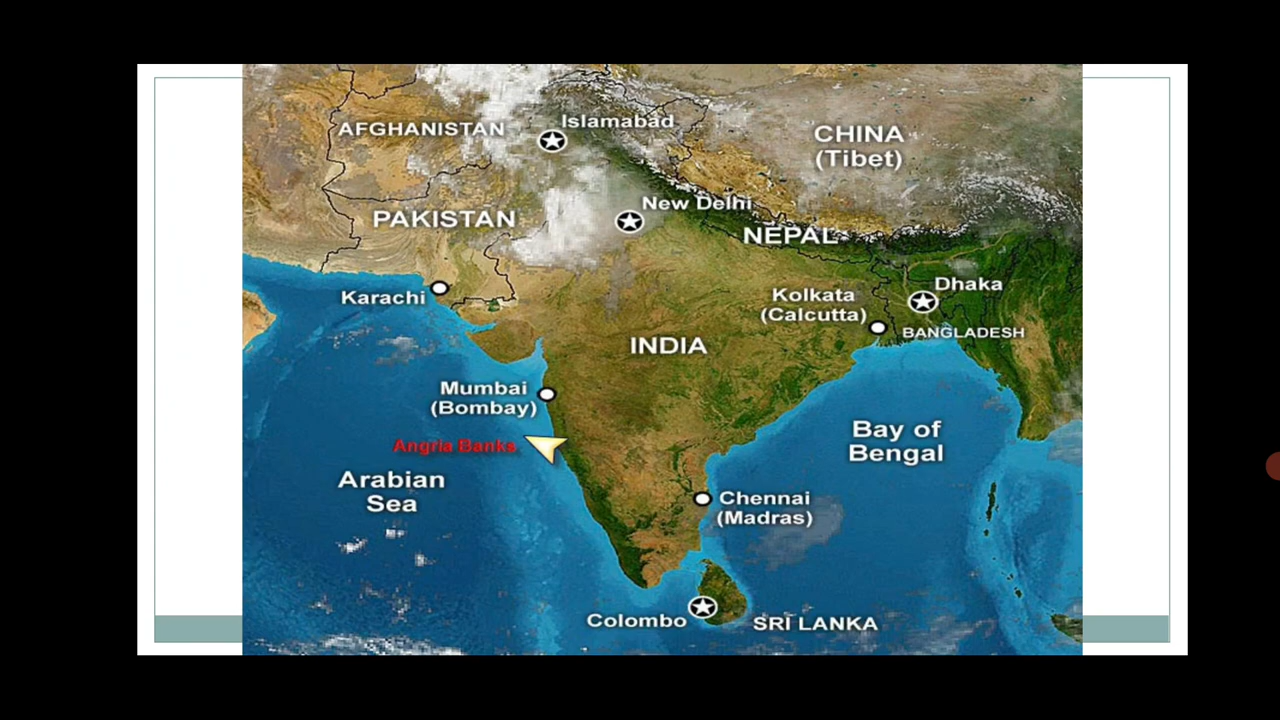 Islamabad
AFGHANISTAN
CHINA
(Tibet)
New Delhi
PAKISTAN
NEPAL
Dhaka
Karachi
Kolkata
(Calcutta)
BANGLADESH
INDIA
Mumbai
(Bombay)
Bay of
Bengal
Angria Banks
Arabian
Sea
Chennai
(Madras)
Colombo
SRI LANKA